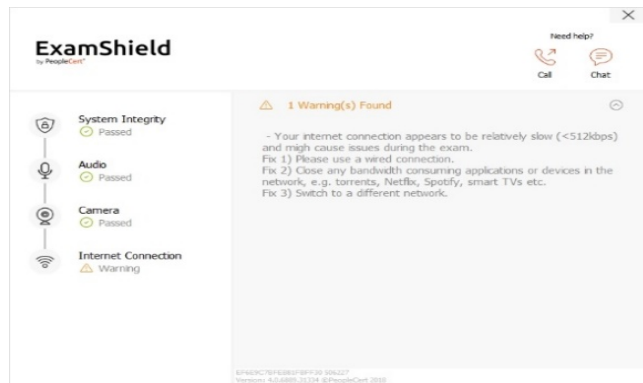 Need help?
ExamShield
by PeopleCert
Call
Chat
1 Warning(s) Found
System Integrity
Passed
Audio
Passed
Camera
Passed
Internet Connection
Warning
- Your internet connection appears to be relatively slow (<512kbps)
and migh cause issues during the exam.
Fix 1) Please use a wired connection.
Fix 2) Close any bandwidth consuming applications or devices in the
network, e.g. torrents, Netflix, Spotify, smart TVs etc.
Fix 3) Switch to a different network.
©PeopleCert